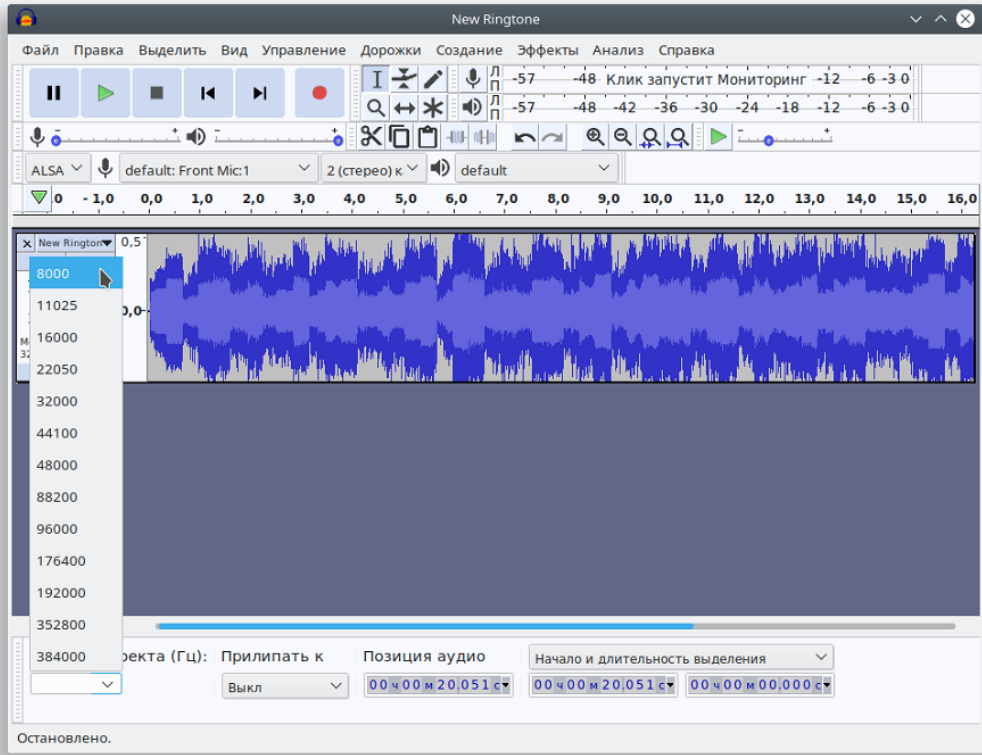 New Ringtone
Файл Правка Выделить Вид Управление Дорожки Создание Эффекты Анализ Справка
Л П -57 -48 Клик запустит Мониторинг -12 -6 -3 0
Л П -57 -48 -42 -36 -30 -24 -18 -12 -6 -3 0
- + - + - +
ALSA default: Front Mic:1 2 (стерео) к default
0 - 1,0 0,0 1,0 2,0 3,0 4,0 5,0 6,0 7,0 8,0 9,0 10,0 11,0 12,0 13,0 14,0 15,0 16,0
New Rington 0,5
8000
11025
0,0
16000
22050
32000
44100
48000
88200
96000
176400
192000
352800
384000
екта (Гц): Прилипать к Позиция аудио Начало и длительность выделения
Выкл 00 ч 00 м 20.051 с 00 ч 00 м 20.051 с 00 ч 00 м 00.000 с
Остановлено.